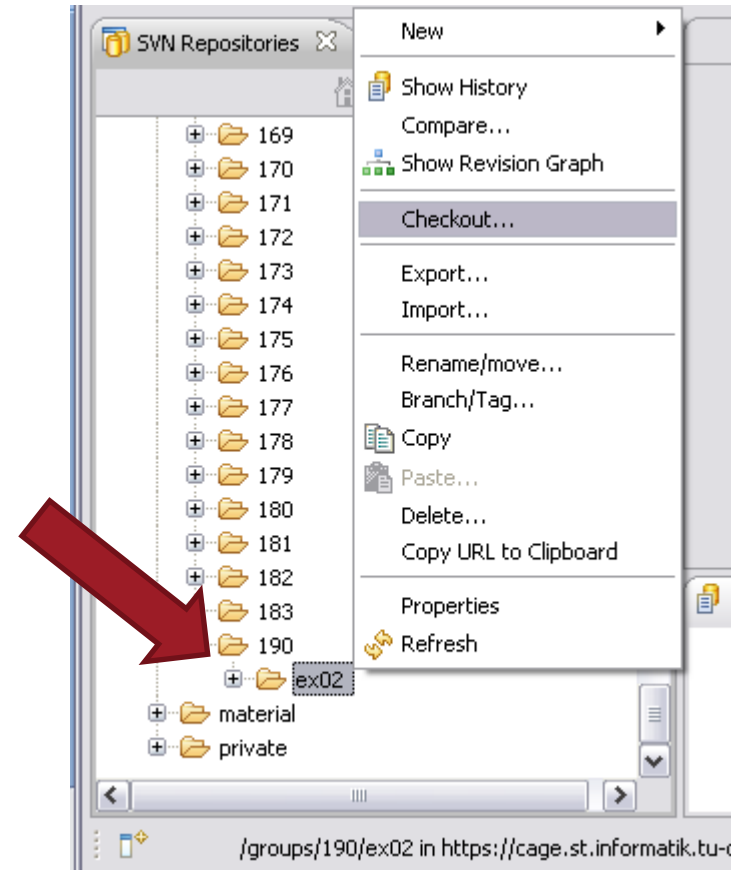 SVN Repositories
169
170
171
172
173
174
175
176
177
178
179
180
181
182
183
190
ex02
material
private
New
Show History
Compare...
Show Revision Graph
Checkout...
Export...
Import...
Rename/move...
Branch/Tag...
Copy
Paste...
Delete...
Copy URL to Clipboard
Properties
Refresh
/groups/190/ex02 in https://cage.st.informatik.tu-